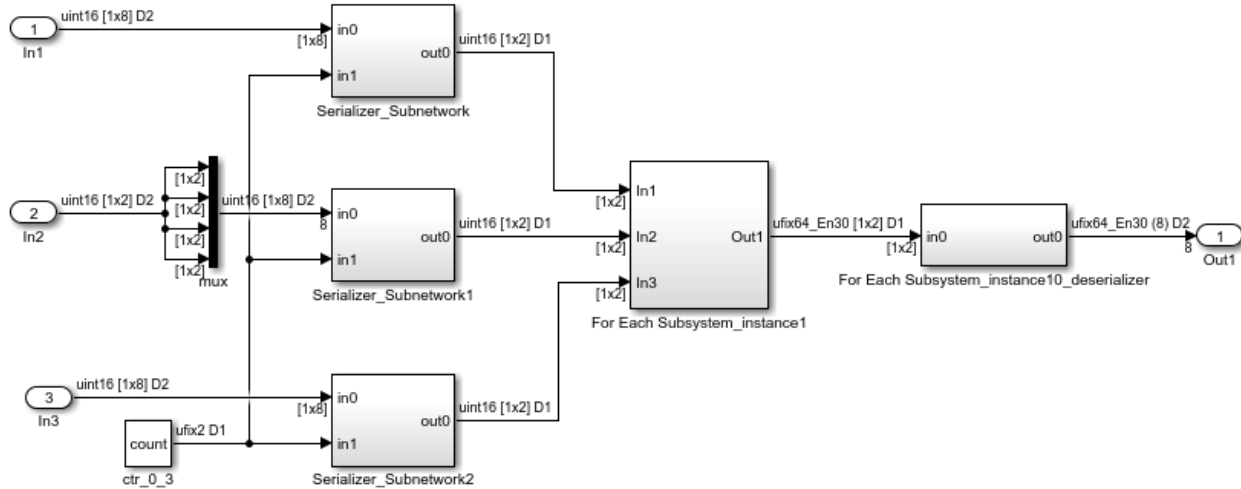 1
In1
uint16 [1x8] D2
[1x8]
in0
in1
out0
Serializer_Subnetwork
uint16 [1x2] D1
2
In2
uint16 [1x2] D2
[1x2]
[1x2]
[1x2]
[1x2]
mux
uint16 [1x8] D2
8
in0
in1
out0
Serializer_Subnetwork1
uint16 [1x2] D1
3
In3
uint16 [1x8] D2
[1x8]
count
ctr_0_3
ufix2 D1
in0
in1
out0
Serializer_Subnetwork2
uint16 [1x2] D1
[1x2]
[1x2]
[1x2]
In1
In2
In3
Out1
For Each Subsystem_instance1
ufix64_En30 [1x2] D1
[1x2]
in0
out0
For Each Subsystem_instance10_deserializer
ufix64_En30 (8) D2
8
1
Out1